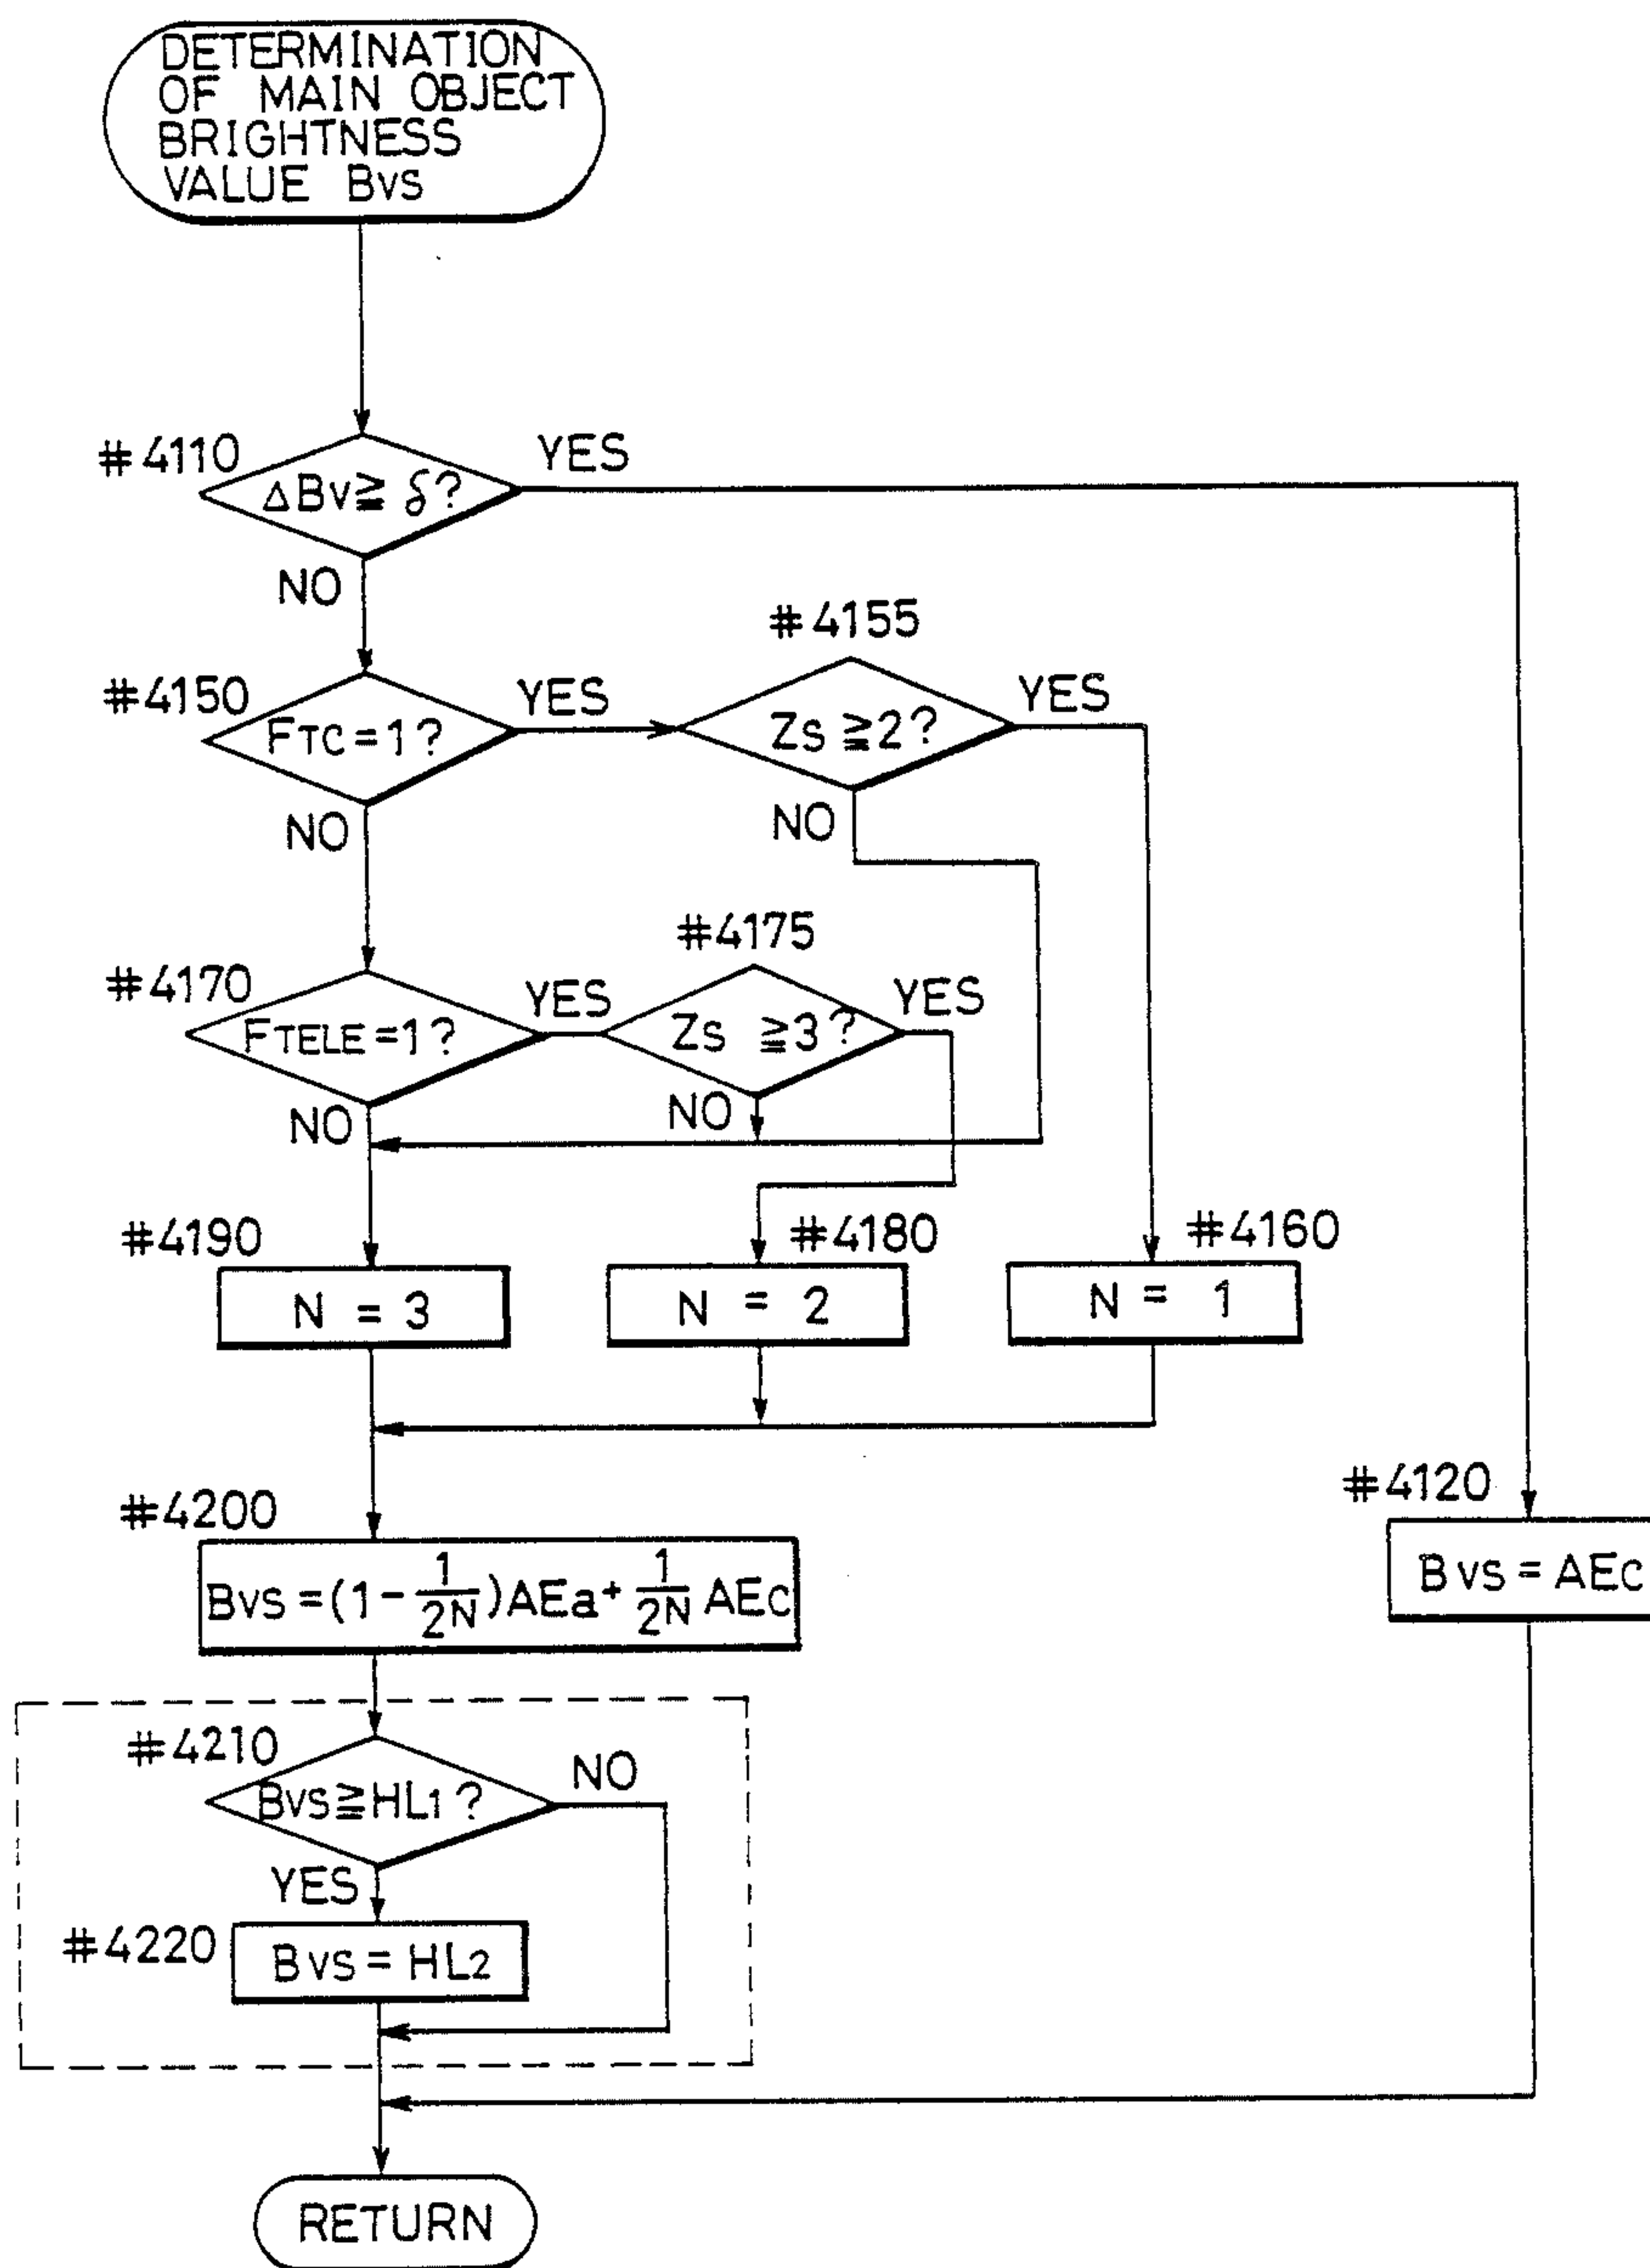 DETERMINATION
OF MAIN OBJECT
BRIGHTNESS
VALUE BVS
#4110
ΔBV≧δ?
YES
NO
#4155
#4150
FTC=1?
YES
ZS≧2?
YES
NO
NO
#4175
#4170
FTELE=1?
YES
ZS ≧3?
YES
NO
NO
#4190
#4180
#4160
N = 3
N = 2
N = 1
#4200
#4120
BVS=(1-1/2N)AEa+1/2N AEC
BVS=AEC
#4210
BVS≧HL1?
NO
YES
#4220
BVS=HL2
RETURN